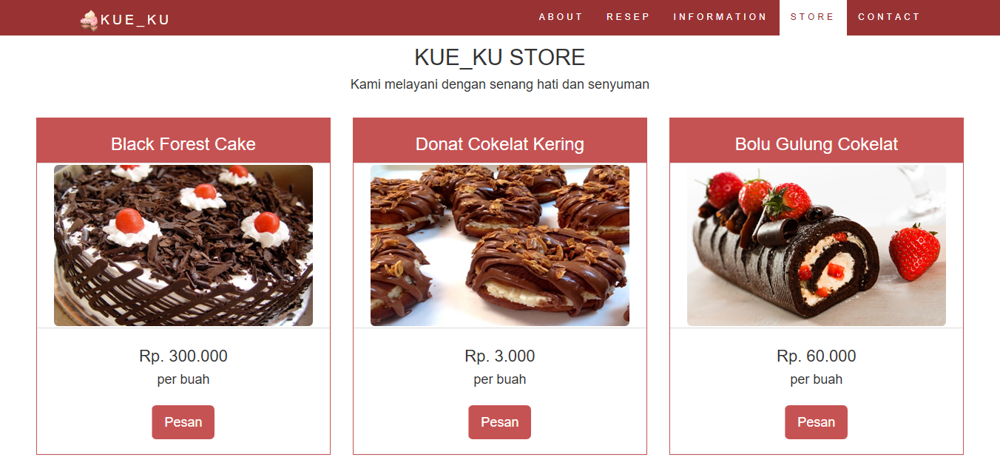 KUE_KU
ABOUT RESEP INFORMATION STORE CONTACT
KUE_KU STORE
Kami melayani dengan senang hati dan senyuman
Black Forest Cake
Donat Cokelat Kering
Bolu Gulung Cokelat
Rp. 300.000
per buah
Pesan
Rp. 3.000
per buah
Pesan
Rp. 60.000
per buah
Pesan